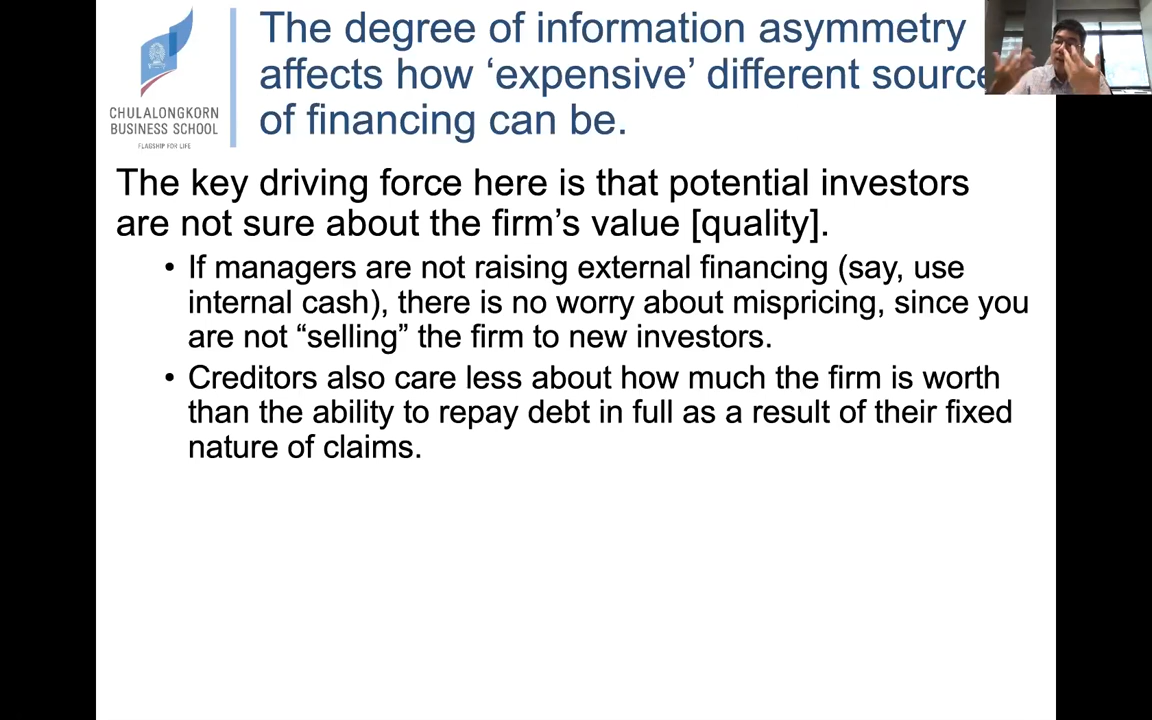 The degree of information asymmetry
affects how ‘expensive’ different source
of financing can be.
CHULALONGKORN
BUSINESS SCHOOL
FLAGSHIP FOR LIFE
The key driving force here is that potential investors
are not sure about the firm’s value [quality].
• If managers are not raising external financing (say, use
internal cash), there is no worry about mispricing, since you
are not “selling” the firm to new investors.
• Creditors also care less about how much the firm is worth
than the ability to repay debt in full as a result of their fixed
nature of claims.